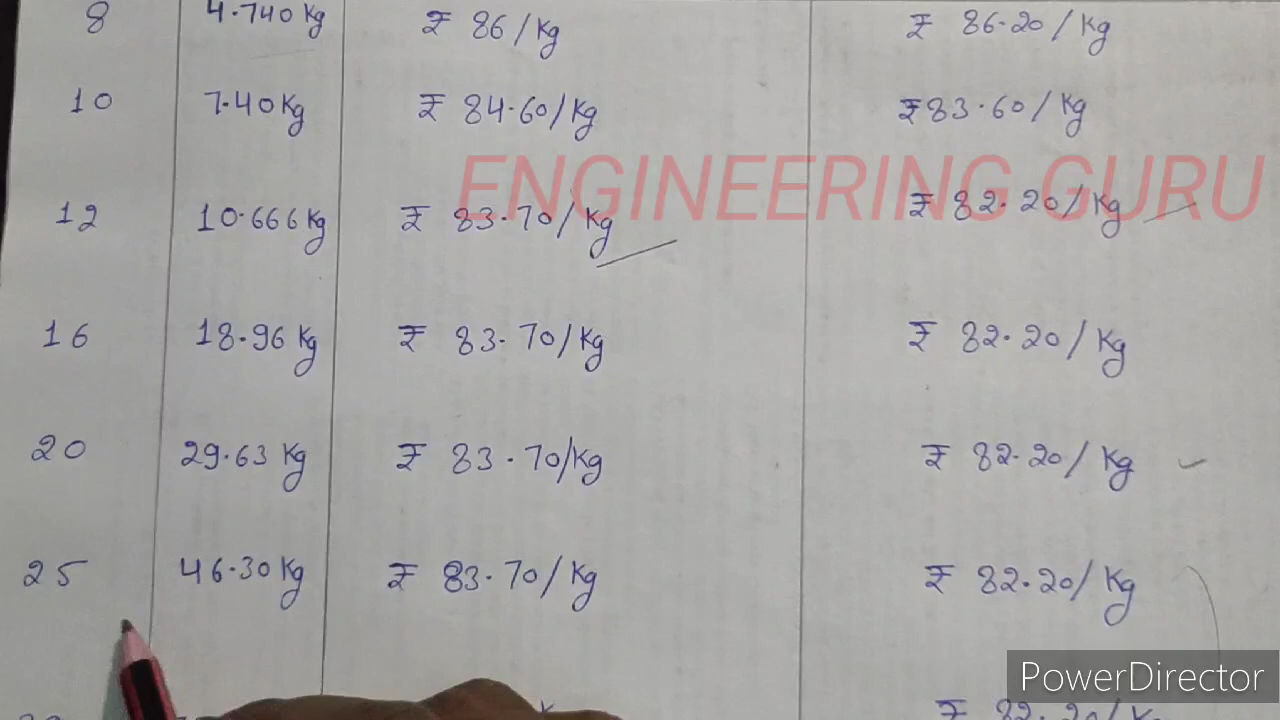 8 4.740 Kg ₹ 86/Kg ₹ 86.20/Kg
10 7.40 Kg ₹ 84.60/Kg ₹ 83.60/Kg
ENGINEERING GURU
12 10.666 Kg ₹ 83.70/Kg ₹ 82.20/Kg
16 18.96 Kg ₹ 83.70/Kg ₹ 82.20/Kg
20 29.63 Kg ₹ 83.70/Kg ₹ 82.20/Kg
25 46.30 Kg ₹ 83.70/Kg ₹ 82.20/Kg
PowerDirector
₹ 82.20/K